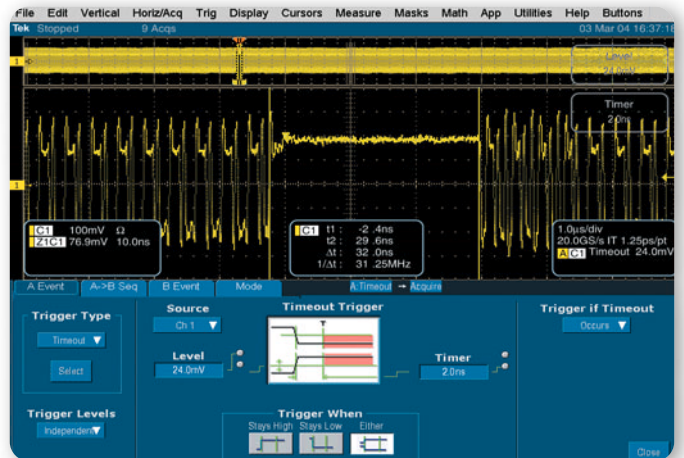 File Edit Vertical Horiz/Acq Trig Display Cursors Measure Masks Math App Utilities Help Buttons
Tek Stopped 9 Acqs 03 Mar 04 16:37:18
1
Level
24.0mV
Timer
2.0ns
1
C1 100mV Ω
Z1C1 76.9mV 10.0ns
C1 t1: -2.4ns
t2: 29.6ns
Δt: 32.0ns
1/Δt: 31.25MHz
1.0µs/div
20.0GS/s IT 1.25ps/pt
A C1 Timeout 24.0mV
A Event A->B Seq B Event Mode A:Timeout → Acquire
Trigger Type
Timeout
Select
Trigger Levels
Independent
Source
Ch 1
Level
24.0mV
Timeout Trigger
T
Timer
2.0ns
Trigger When
Stays High Stays Low Either
Trigger if Timeout
Occurs
Close